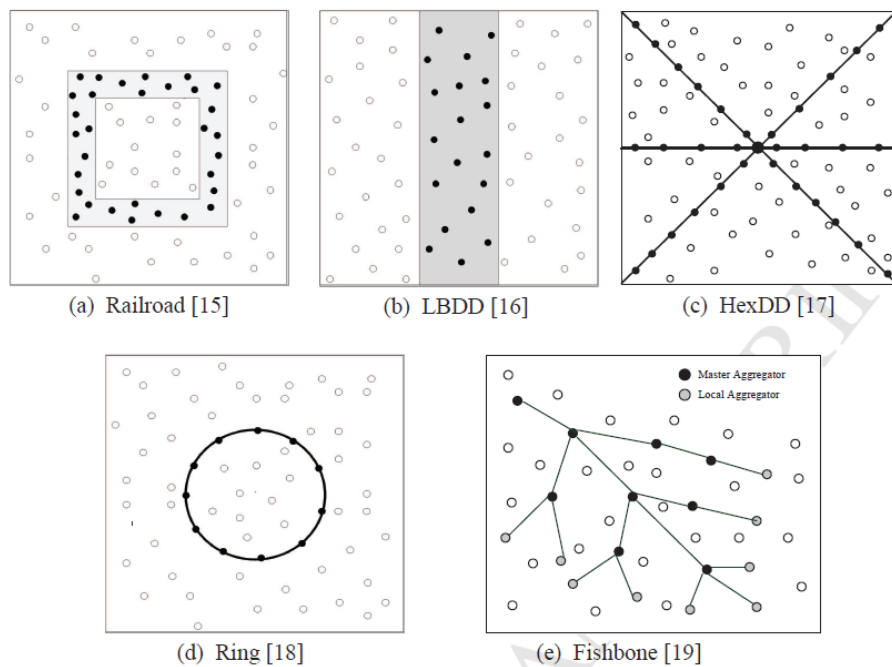 (a) Railroad [15]
(b) LBDD [16]
(c) HexDD [17]
Master Aggregator
Local Aggregator
(d) Ring [18]
(e) Fishbone [19]